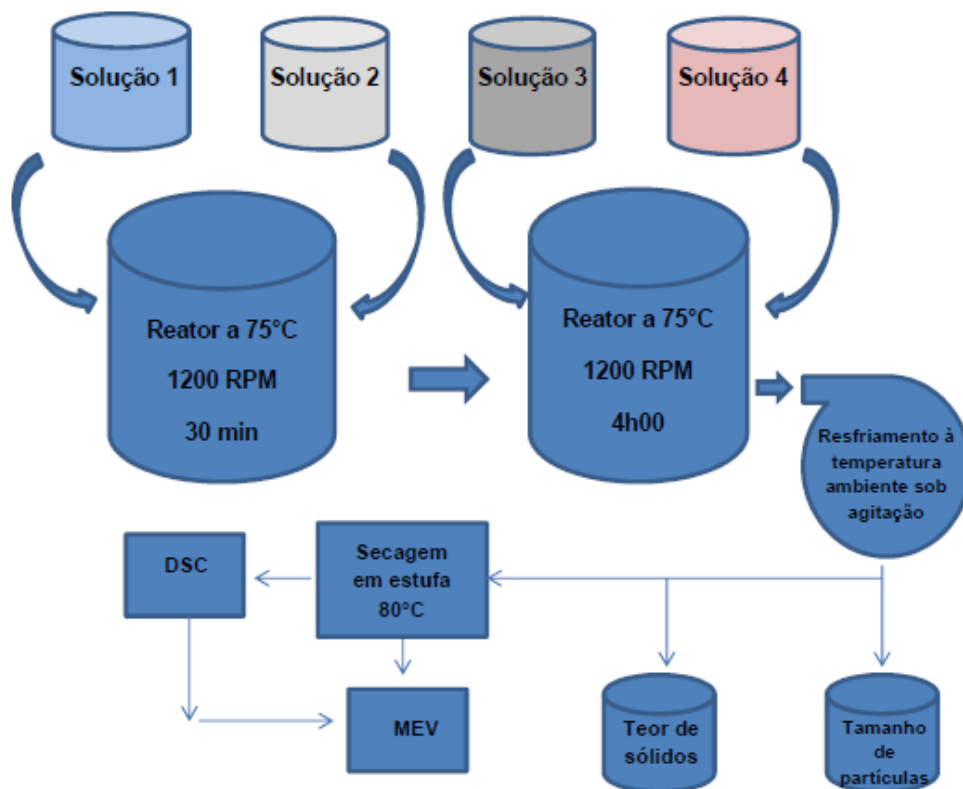 Solução 1
Solução 2
Solução 3
Solução 4
Reator a 75°C
1200 RPM
30 min
Reator a 75°C
1200 RPM
4h00
Resfriamento à
temperatura
ambiente sob
agitação
DSC
Secagem
em estufa
80°C
MEV
Teor de
sólidos
Tamanho
de
partículas